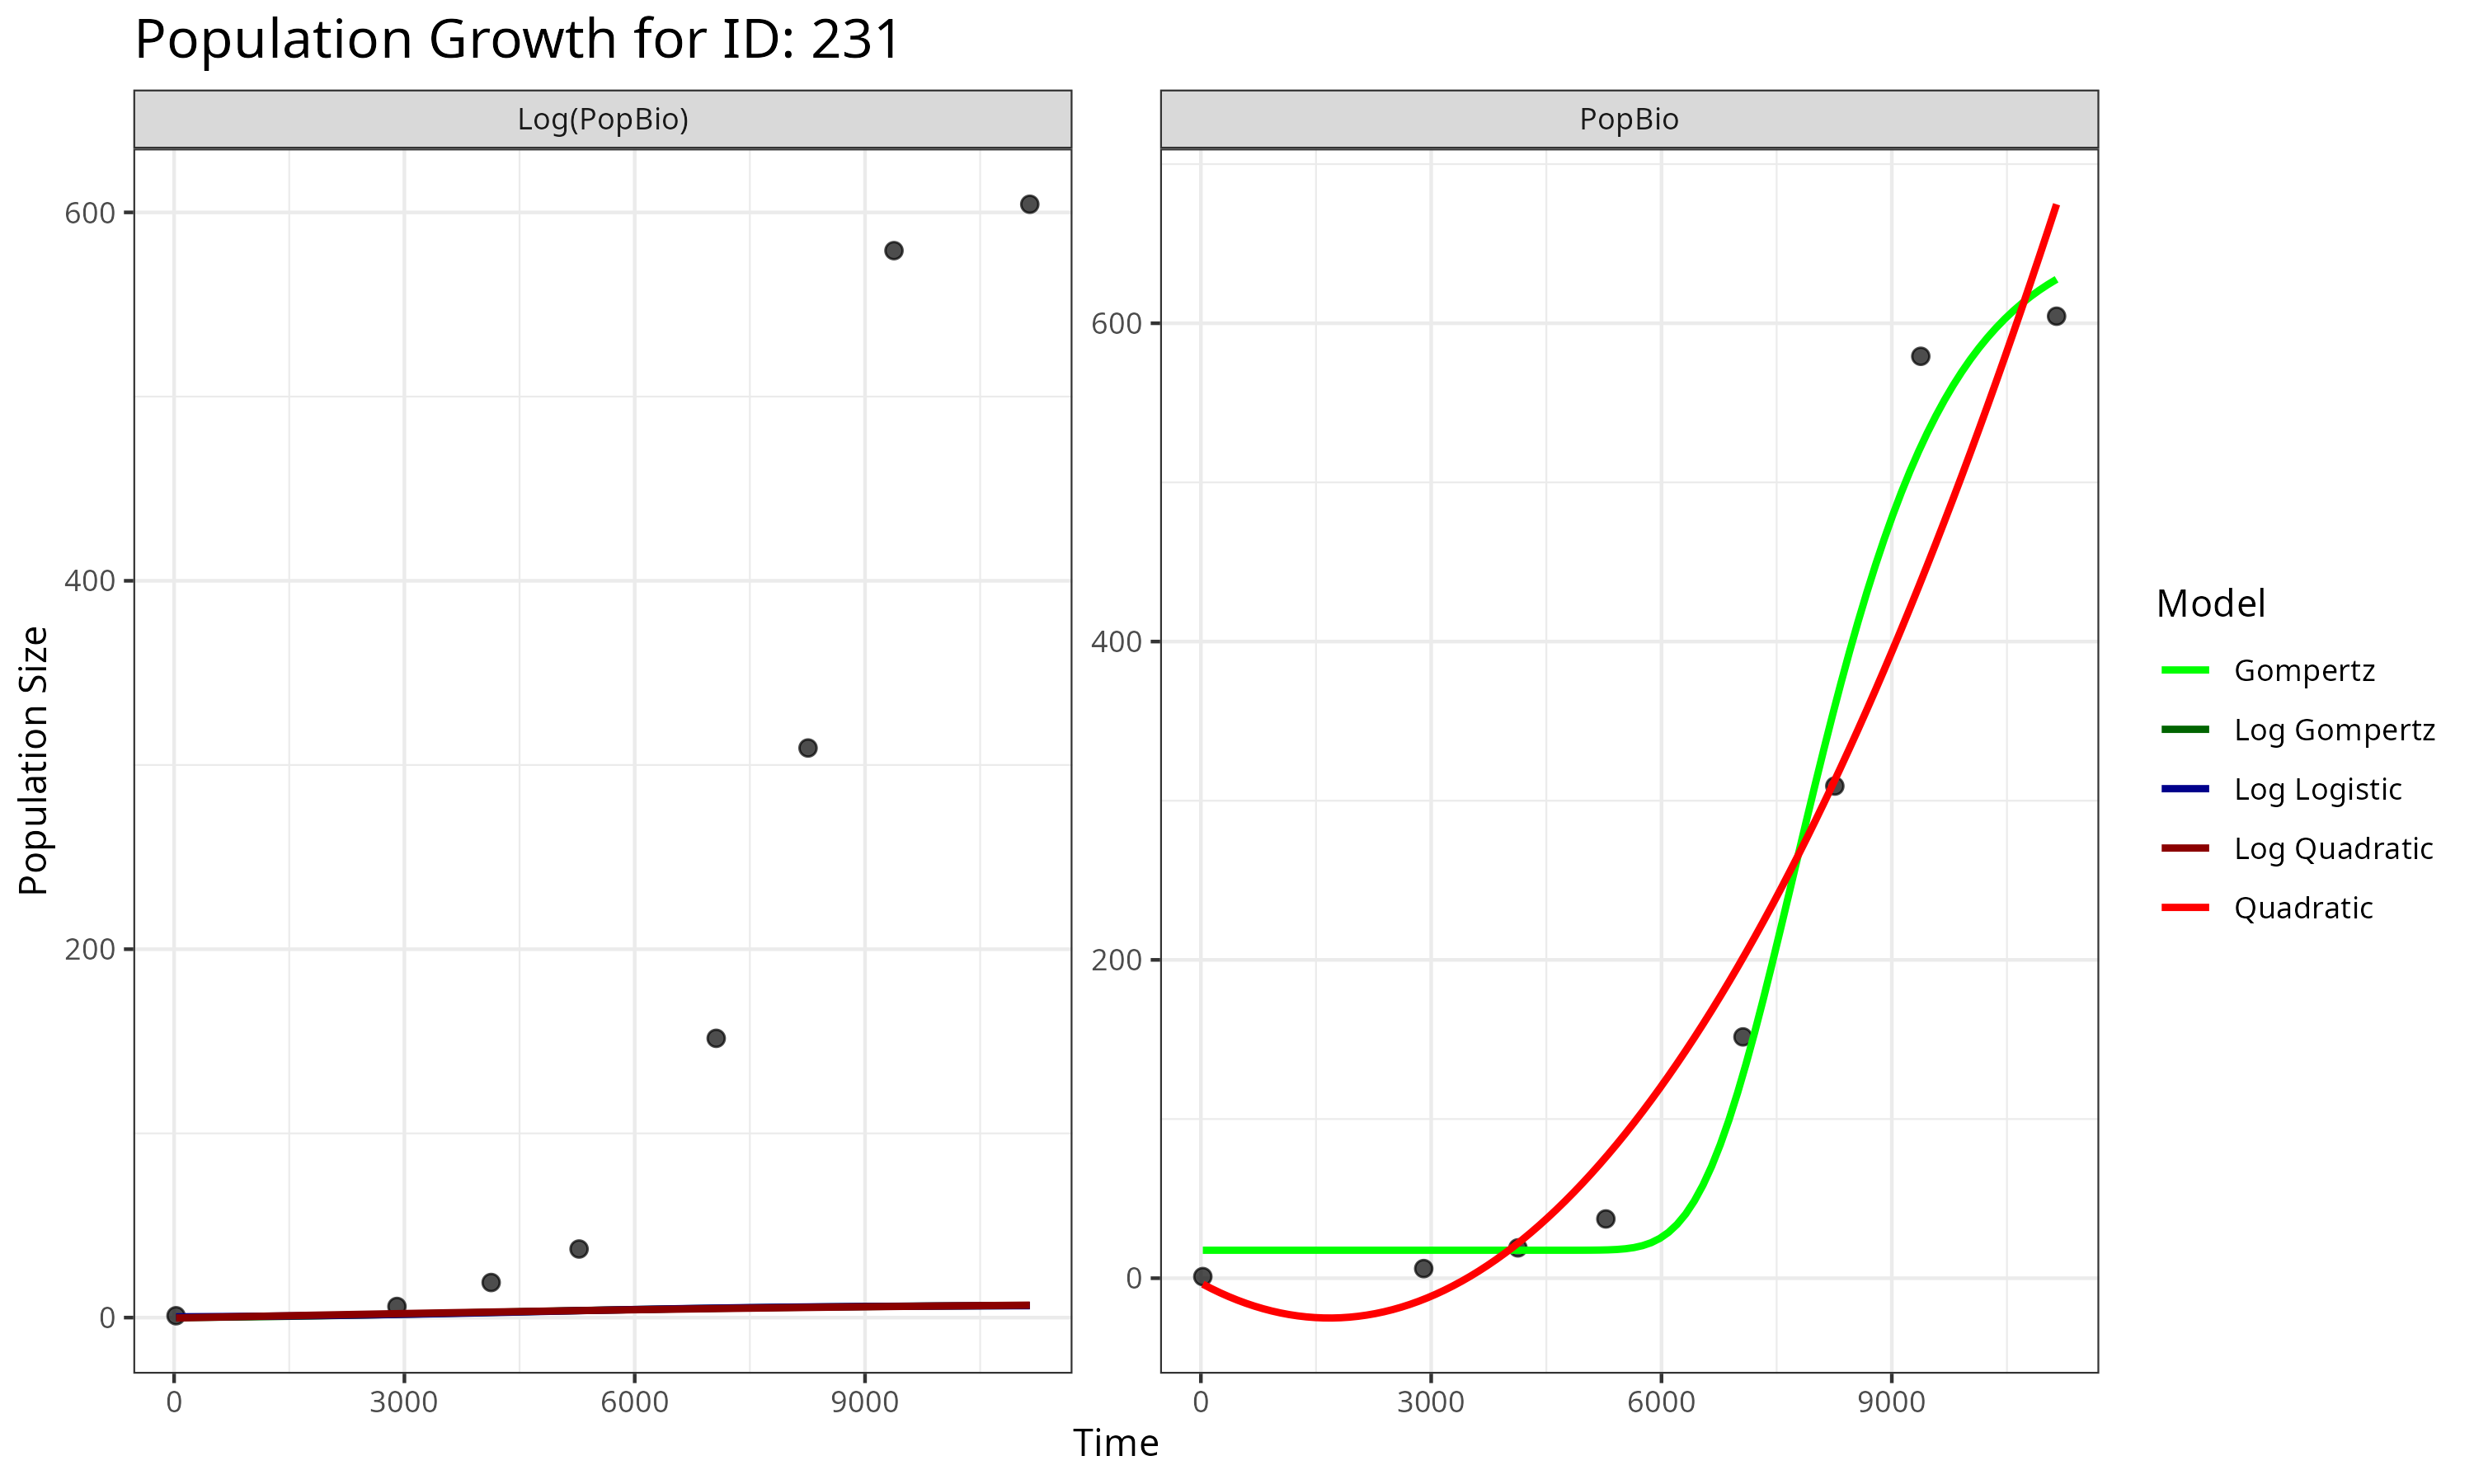 Population Growth for ID: 231
Log(PopBio)
PopBio
Population Size
600
400
200
0
600
400
200
0
0 3000 6000 9000
0 3000 6000 9000
Time
Model
Gompertz
Log Gompertz
Log Logistic
Log Quadratic
Quadratic